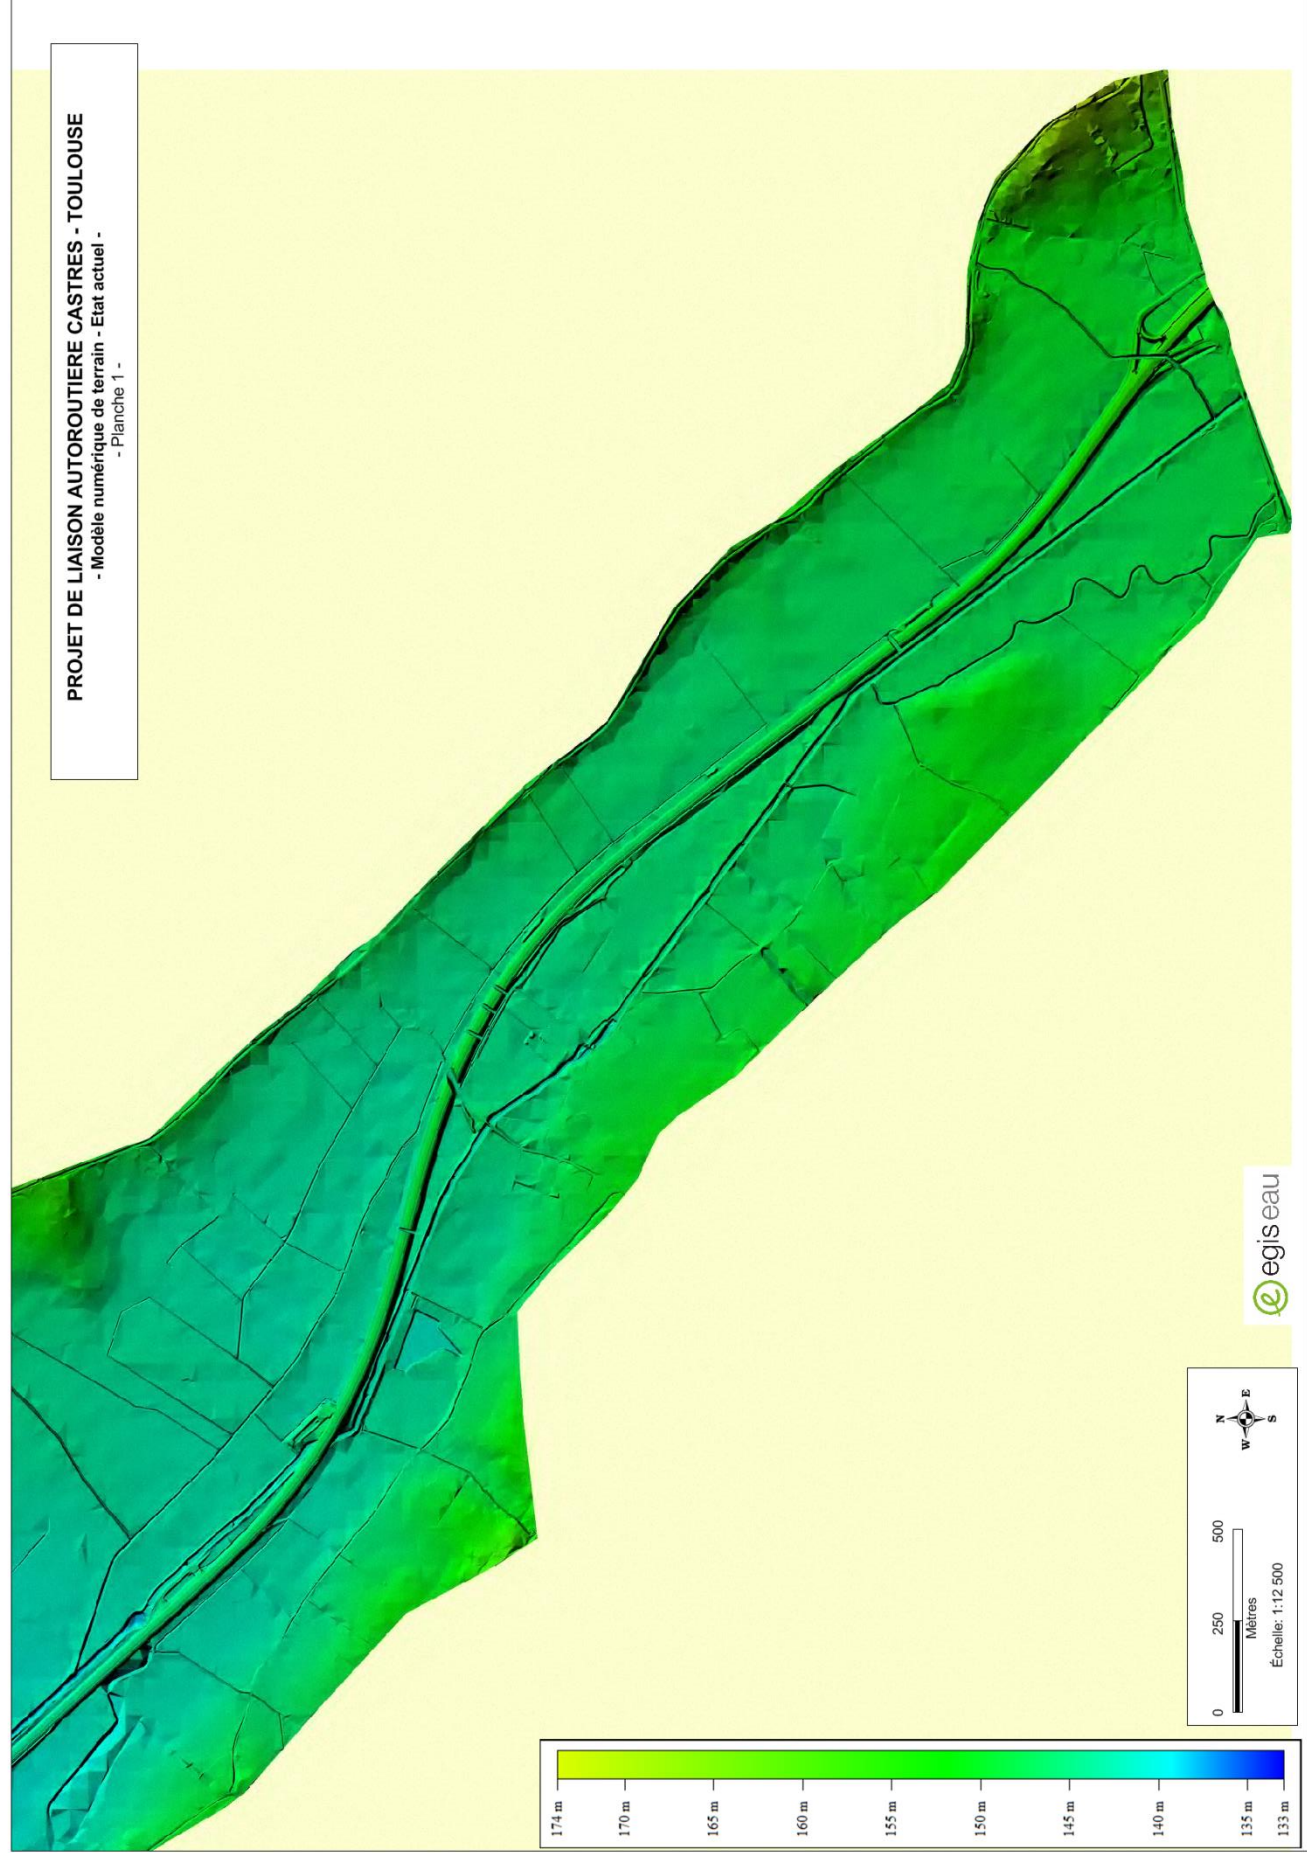 PROJET DE LIAISON AUTOROUTIERE CASTRES - TOULOUSE
- Modèle numérique de terrain - Etat actuel -
- Planche 1 -
174 m
170 m
165 m
160 m
155 m
150 m
145 m
140 m
135 m
133 m
0 250 500
Mètres
Échelle: 1:12 500
N
W E
S
egis eau